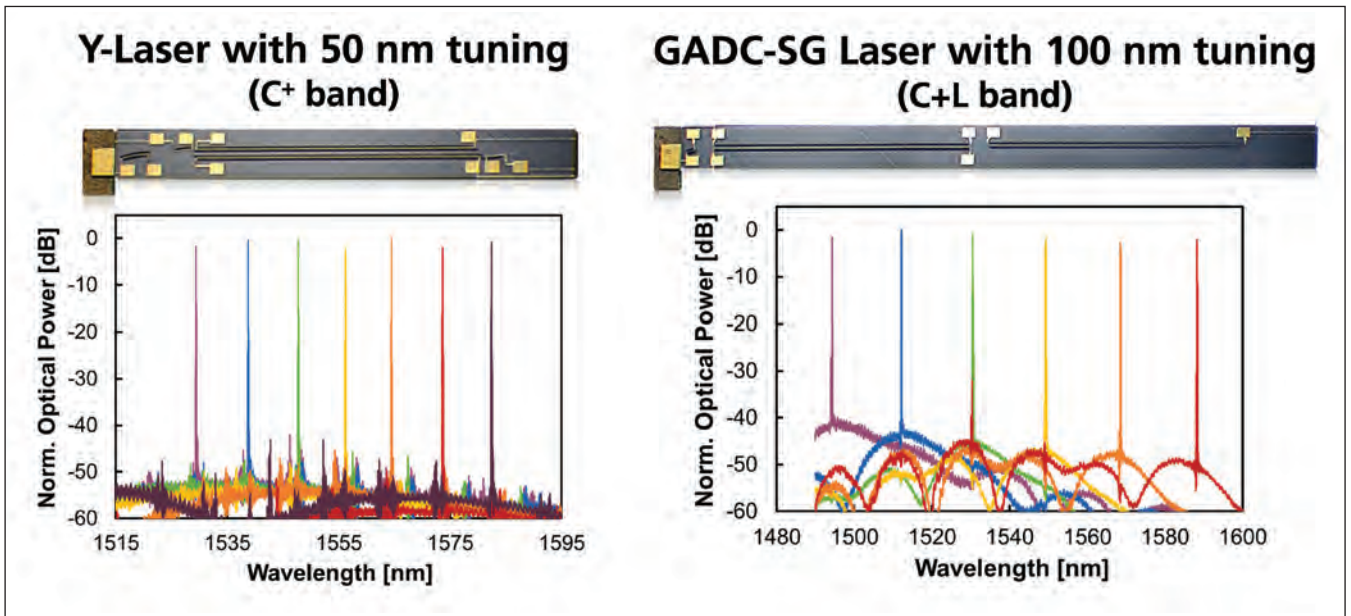 Y-Laser with 50 nm tuning
(C⁺ band)
Norm. Optical Power [dB]
0
-10
-20
-30
-40
-50
-60
1515 1535 1555 1575 1595
Wavelength [nm]
GADC-SG Laser with 100 nm tuning
(C+L band)
Norm. Optical Power [dB]
0
-10
-20
-30
-40
-50
-60
1480 1500 1520 1540 1560 1580 1600
Wavelength [nm]